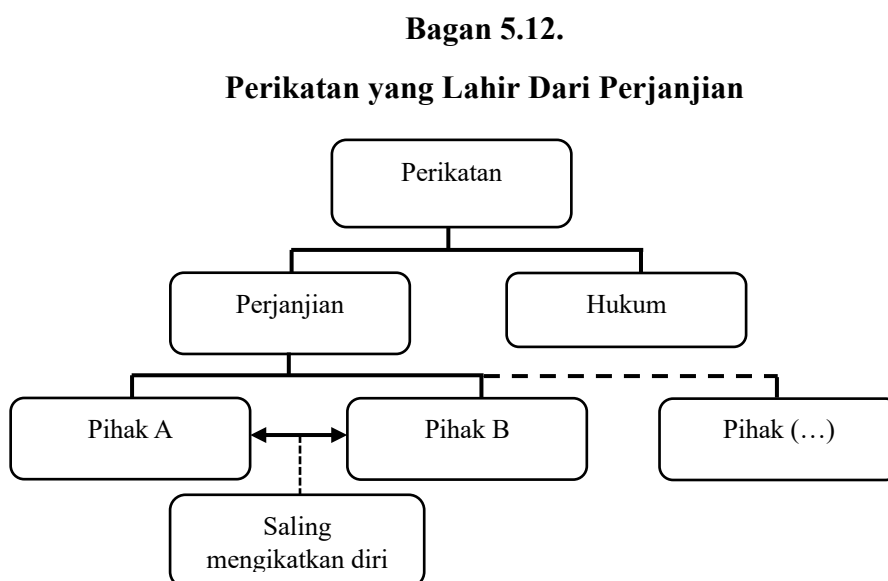 Bagan 5.12.
Perikatan yang Lahir Dari Perjanjian
Perikatan
Perjanjian
Hukum
Pihak A
Pihak B
Pihak (…)
Saling
mengikatkan diri